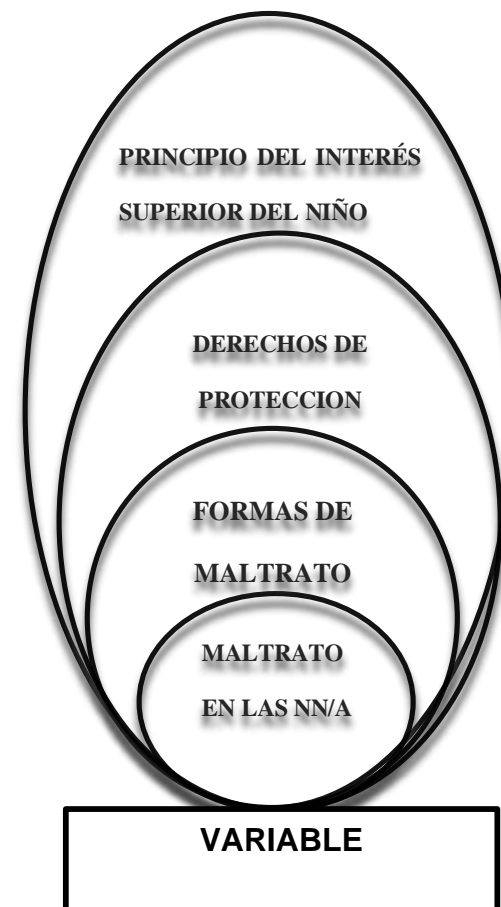 PRINCIPIO DEL INTERÉS
SUPERIOR DEL NIÑO
DERECHOS DE
PROTECCION
FORMAS DE
MALTRATO
MALTRATO
EN LAS NN/A
VARIABLE